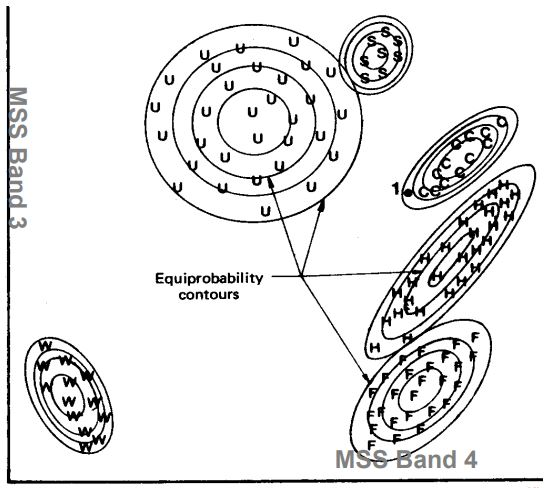 MSS Band 3
U U U U U U U U U U U U U U U U U U U U U U U
S S S S S S S S S
C C C C C C C C C C C C
1
H H H H H H H H H H H H H H H H H H H H H H
Equiprobability
contours
F F F F F F F F F F F F F F F F F F F F F F
W W W W W W W W W W W W W
MSS Band 4